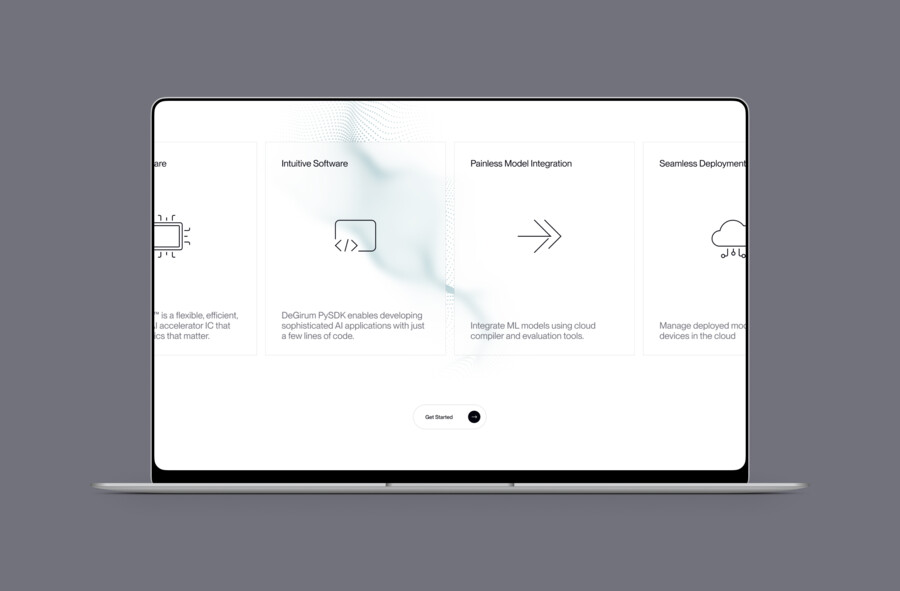 are
Intuitive Software
Painless Model Integration
Seamless Deployment
™ is a flexible, efficient,
I accelerator IC that
ics that matter.
DeGirum PySDK enables developing
sophisticated AI applications with just
a few lines of code.
Integrate ML models using cloud
compiler and evaluation tools.
Manage deployed mod
devices in the cloud
Get Started